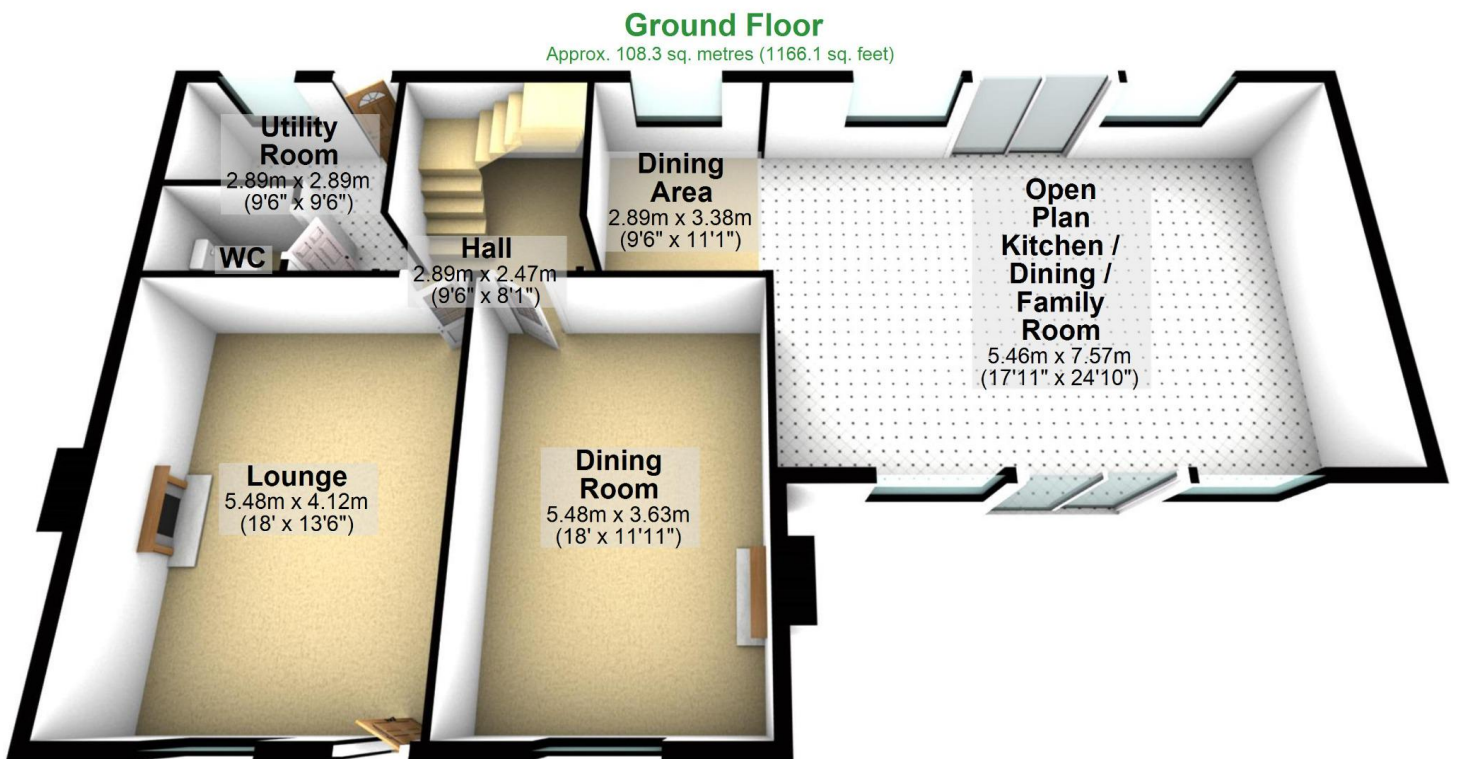 Ground Floor
Approx. 108.3 sq. metres (1166.1 sq. feet)
Utility
Room
2.89m x 2.89m
(9'6" x 9'6")
WC
Hall
2.89m x 2.47m
(9'6" x 8'1")
Dining
Area
2.89m x 3.38m
(9'6" x 11'1")
Open
Plan
Kitchen /
Dining /
Family
Room
5.46m x 7.57m
(17'11" x 24'10")
Lounge
5.48m x 4.12m
(18' x 13'6")
Dining
Room
5.48m x 3.63m
(18' x 11'11")